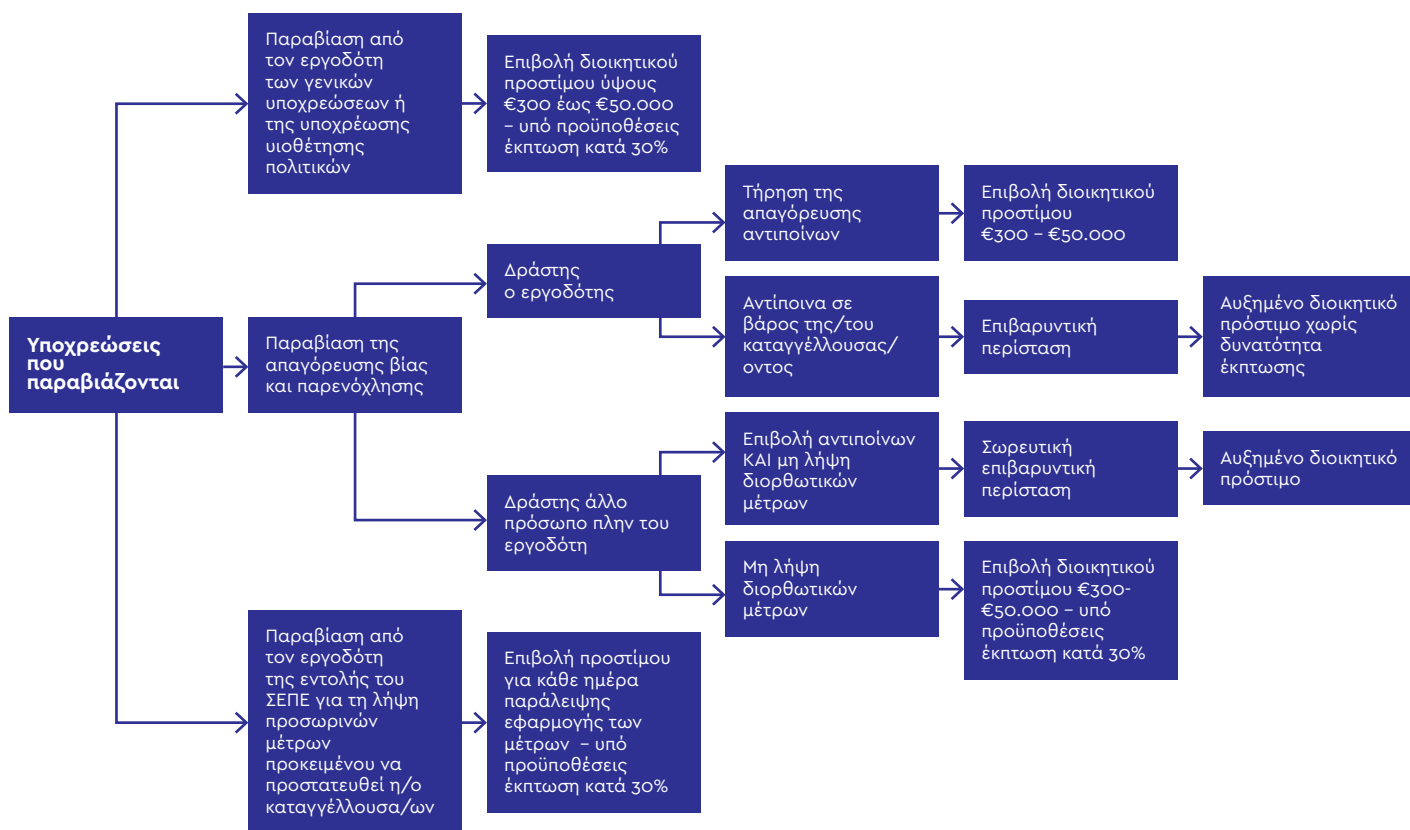 Παραβίαση από
τον εργοδότη
των γενικών
υποχρεώσεων ή
της υποχρέωσης
υιοθέτησης
πολιτικών
Επιβολή διοικητικού
προστίμου ύψους
€300 έως €50.000
– υπό προϋποθέσεις
έκπτωση κατά 30%
Υποχρεώσεις
που
παραβιάζονται
Παραβίαση της
απαγόρευσης βίας
και παρενόχλησης
Δράστης
ο εργοδότης
Τήρηση της
απαγόρευσης
αντιποίνων
Επιβολή διοικητικού
προστίμου
€300 – €50.000
Αντίποινα σε
βάρος της/του
καταγγέλλουσας/
οντος
Επιβαρυντική
περίσταση
Αυξημένο διοικητικό
πρόστιμο χωρίς
δυνατότητα
έκπτωσης
Δράστης άλλο
πρόσωπο πλην του
εργοδότη
Επιβολή αντιποίνων
ΚΑΙ μη λήψη
διορθωτικών
μέτρων
Σωρευτική
επιβαρυντική
περίσταση
Αυξημένο διοικητικό
πρόστιμο
Μη λήψη
διορθωτικών
μέτρων
Επιβολή διοικητικού
προστίμου €300-
€50.000 – υπό
προϋποθέσεις
έκπτωση κατά 30%
Παραβίαση από
τον εργοδότη
της εντολής του
ΣΕΠΕ για τη λήψη
προσωρινών
μέτρων
προκειμένου να
προστατευθεί η/ο
καταγγέλλουσα/ων
Επιβολή προστίμου
για κάθε ημέρα
παράλειψης
εφαρμογής των
μέτρων – υπό
προϋποθέσεις
έκπτωση κατά 30%